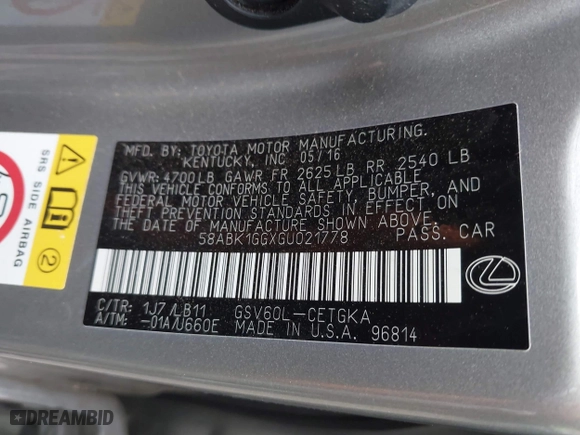 MFD. BY: TOYOTA MOTOR MANUFACTURING.
KENTUCKY, INC 05/16
GVWR: 4700LB GAWR FR 2625LB RR 2540 LB
THIS VEHICLE CONFORMS TO ALL APPLICABLE
FEDERAL MOTOR VEHICLE SAFETY, BUMPER, AND
THEFT PREVENTION STANDARDS IN EFFECT ON
THE DATE OF MANUFACTURE SHOWN ABOVE.
58ABK1GGXGU021778 PASS. CAR
C/TR: 1J7/LB11 GSV60L-CETGKA
A/TM: -01A/U660E MADE IN U.S.A. 96814
SRS SIDE AIRBAG
2
DREAMBID